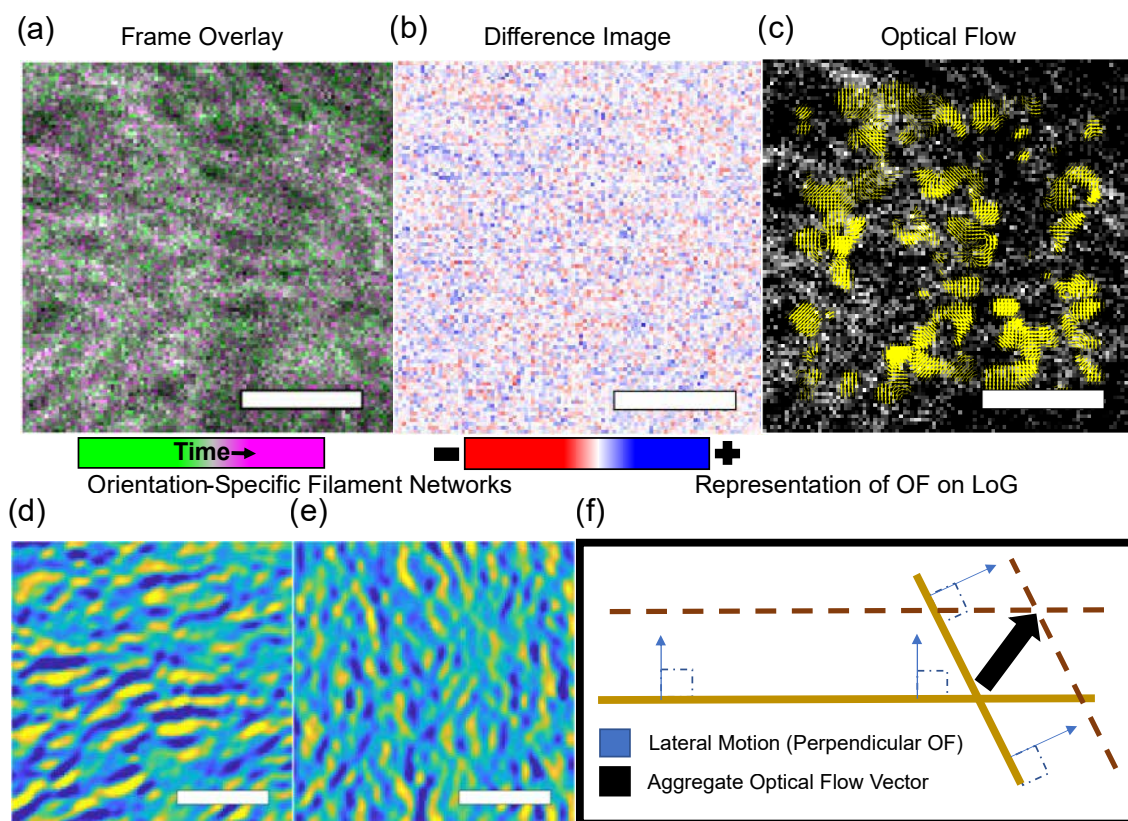 (a) Frame Overlay
(b) Difference Image
(c) Optical Flow
Time→
- +
Orientation-Specific Filament Networks
Representation of OF on LoG
(d) (e) (f)
Lateral Motion (Perpendicular OF)
Aggregate Optical Flow Vector